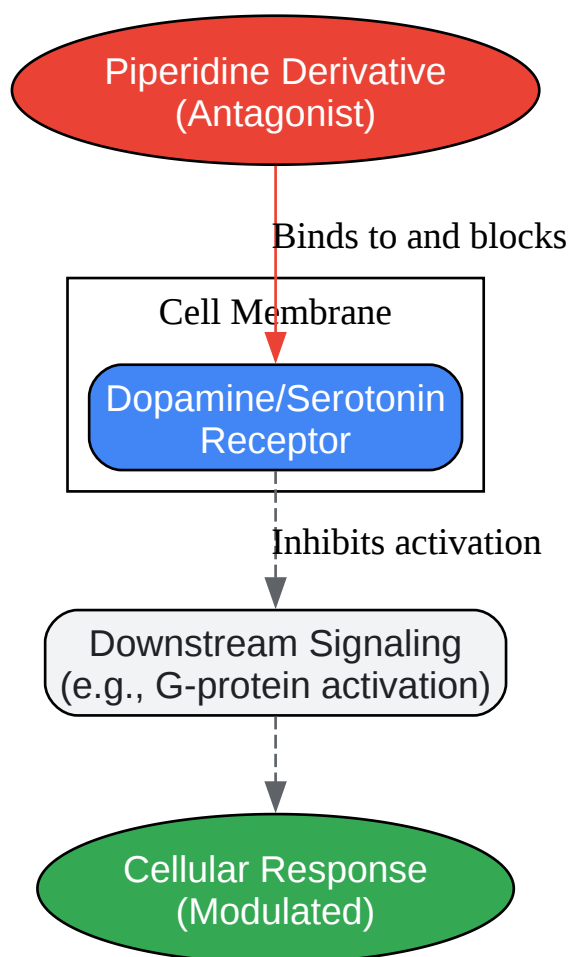 Piperidine Derivative
(Antagonist)
Binds to and blocks
Cell Membrane
Dopamine/Serotonin
Receptor
Inhibits activation
Downstream Signaling
(e.g., G-protein activation)
Cellular Response
(Modulated)